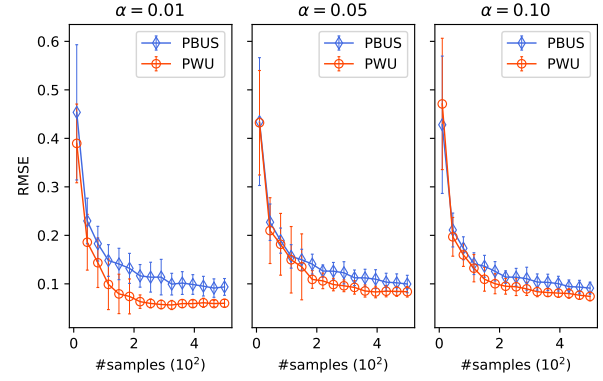 α = 0.01
α = 0.05
α = 0.10
RMSE
0.6
0.5
0.4
0.3
0.2
0.1
PBUS
PWU
PBUS
PWU
PBUS
PWU
0 2 4
0 2 4
0 2 4
#samples (10²)
#samples (10²)
#samples (10²)